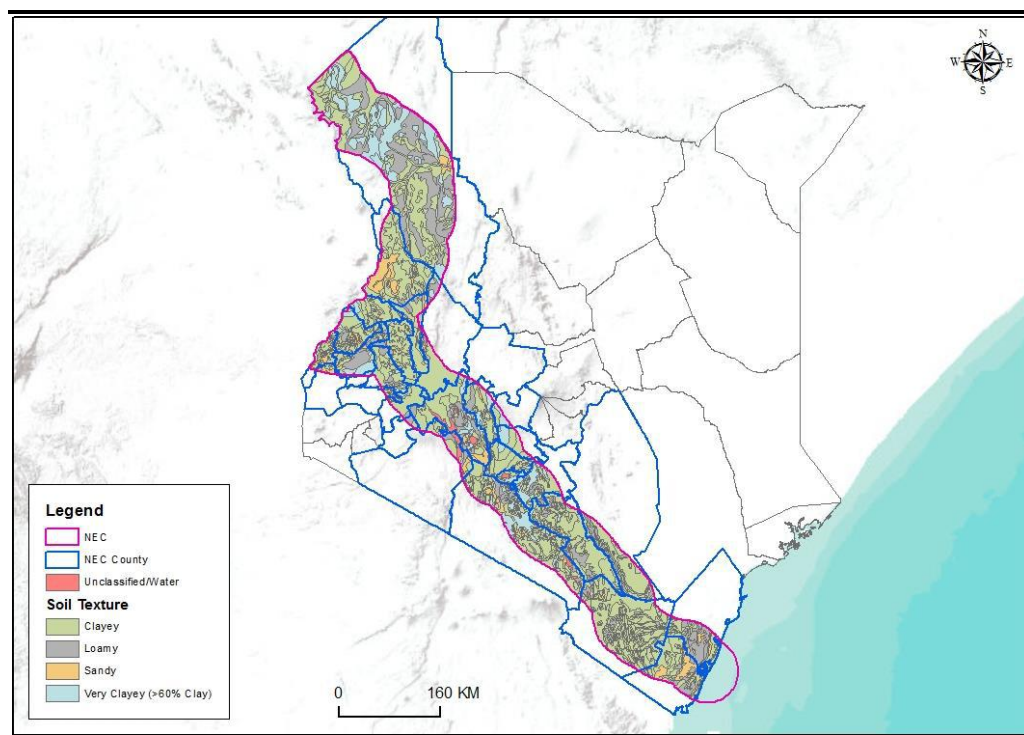 N
W E
S
Legend
NEC
NEC County
Unclassified/Water
Soil Texture
Clayey
Loamy
Sandy
Very Clayey (>60% Clay)
0 160 KM